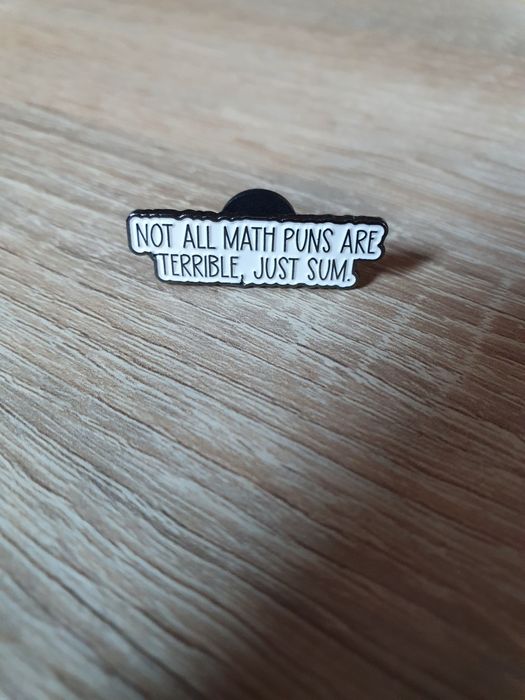 NOT ALL MATH PUNS ARE
TERRIBLE, JUST SUM.